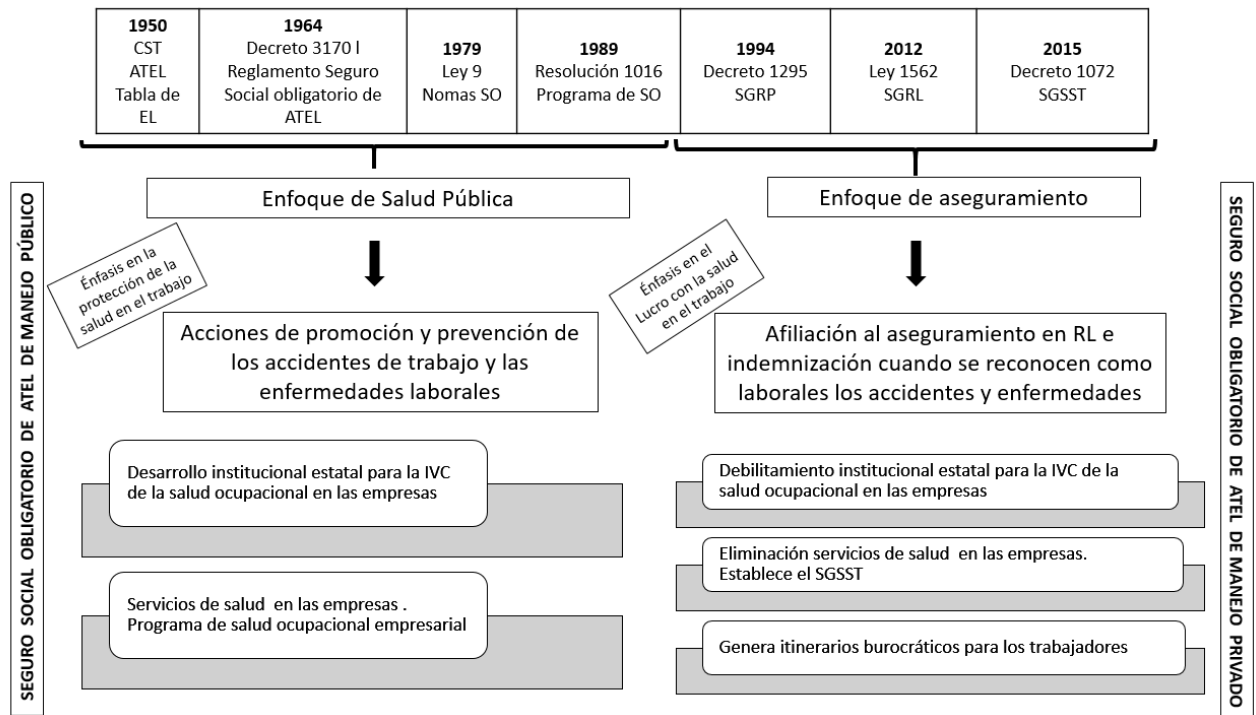 1950
CST
ATEL
Tabla de
EL
1964
Decreto 3170 l
Reglamento Seguro
Social obligatorio de
ATEL
1979
Ley 9
Nomas SO
1989
Resolución 1016
Programa de SO
1994
Decreto 1295
SGRP
2012
Ley 1562
SGRL
2015
Decreto 1072
SGSST
SEGURO SOCIAL OBLIGATORIO DE ATEL DE MANEJO PÚBLICO
Enfoque de Salud Pública
Énfasis en la
protección de la
salud en el trabajo
Acciones de promoción y prevención de
los accidentes de trabajo y las
enfermedades laborales
Desarrollo institucional estatal para la IVC
de la salud ocupacional en las empresas
Servicios de salud en las empresas .
Programa de salud ocupacional empresarial
Enfoque de aseguramiento
Énfasis en el
Lucro con la salud
en el trabajo
Afiliación al aseguramiento en RL e
indemnización cuando se reconocen como
laborales los accidentes y enfermedades
Debilitamiento institucional estatal para la IVC de la
salud ocupacional en las empresas
Eliminación servicios de salud en las empresas.
Establece el SGSST
Genera itinerarios burocráticos para los trabajadores
SEGURO SOCIAL OBLIGATORIO DE ATEL DE MANEJO PRIVADO